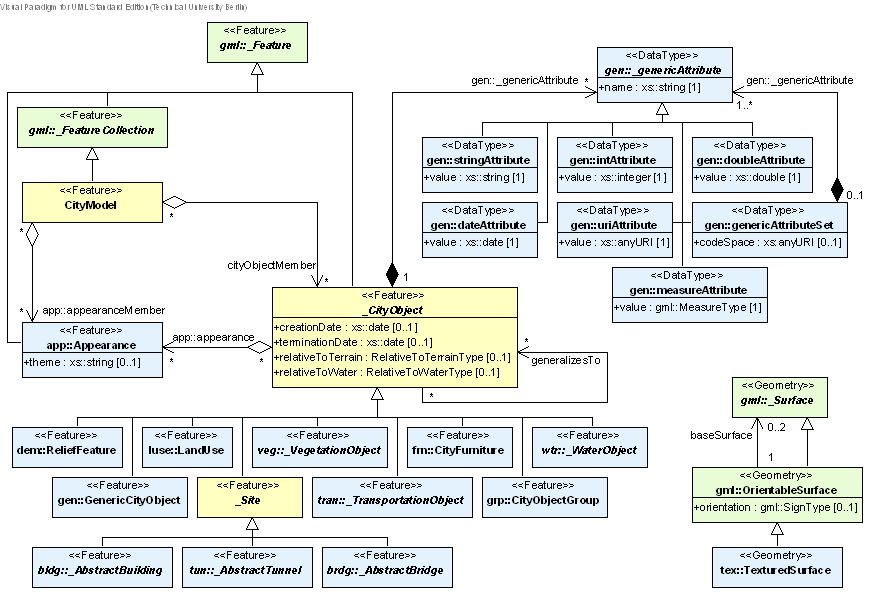 Visual Paradigm for UML Standard Edition(Technical University Berlin)
<<Feature>>
gml::_Feature
<<DataType>>
gen::_genericAttribute
+name : xs::string [1]
gen::_genericAttribute
*
gen::_genericAttribute
1..*
<<Feature>>
gml::_FeatureCollection
<<DataType>>
gen::stringAttribute
+value : xs::string [1]
<<DataType>>
gen::intAttribute
+value : xs::integer [1]
<<DataType>>
gen::doubleAttribute
+value : xs::double [1]
<<Feature>>
CityModel
*
*
0..1
<<DataType>>
gen::dateAttribute
+value : xs::date [1]
<<DataType>>
gen::uriAttribute
+value : xs::anyURI [1]
<<DataType>>
gen::genericAttributeSet
+codeSpace : xs:anyURI [0..1]
<<DataType>>
gen::measureAttribute
+value : gml::MeasureType [1]
cityObjectMember
*
1
* app::appearanceMember
<<Feature>>
app::Appearance
+theme : xs::string [0..1]
app::appearance
*
*
<<Feature>>
_CityObject
+creationDate : xs::date [0..1]
+terminationDate : xs::date [0..1]
+relativeToTerrain : RelativeToTerrainType [0..1]
+relativeToWater : RelativeToWaterType [0..1]
*
generalizesTo
*
<<Geometry>>
gml::_Surface
baseSurface
0..2
1
<<Geometry>>
gml::OrientableSurface
+orientation : gml::SignType [0..1]
<<Geometry>>
tex::TexturedSurface
<<Feature>>
dem::ReliefFeature
<<Feature>>
luse::LandUse
<<Feature>>
veg::_VegetationObject
<<Feature>>
frn::CityFurniture
<<Feature>>
wtr::_WaterObject
<<Feature>>
gen::GenericCityObject
<<Feature>>
_Site
<<Feature>>
tran::_TransportationObject
<<Feature>>
grp::CityObjectGroup
<<Feature>>
bldg::_AbstractBuilding
<<Feature>>
tun::_AbstractTunnel
<<Feature>>
brdg::_AbstractBridge